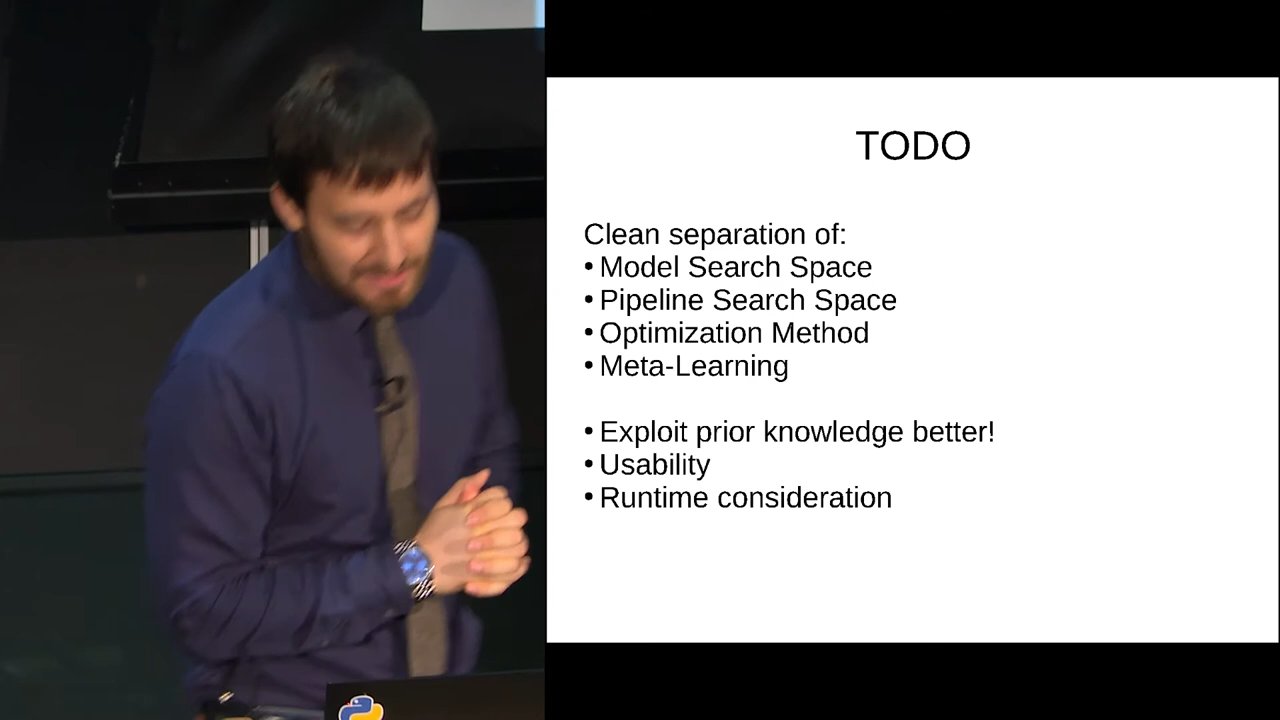 TODO
Clean separation of:
• Model Search Space
• Pipeline Search Space
• Optimization Method
• Meta-Learning
• Exploit prior knowledge better!
• Usability
• Runtime consideration